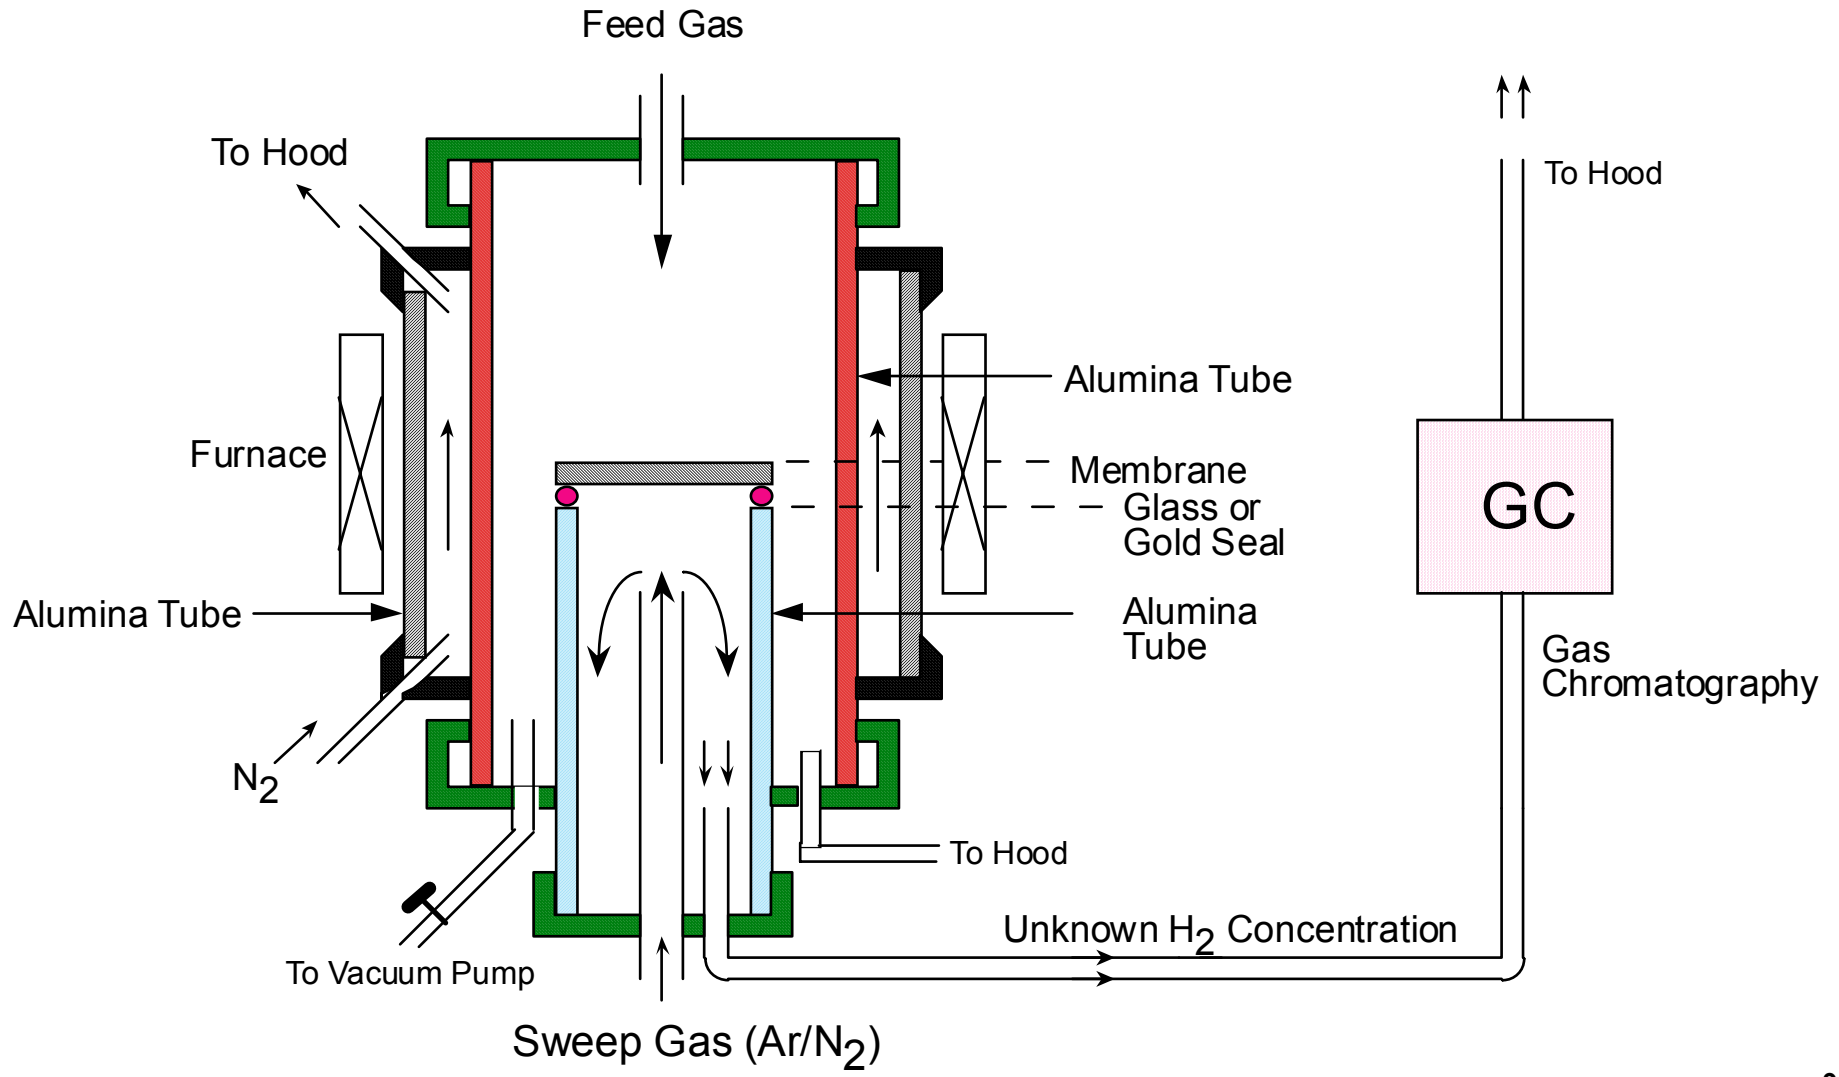 Feed Gas
To Hood
To Hood
Alumina Tube
Furnace
Membrane
Glass or
Gold Seal
GC
Alumina Tube
Alumina
Tube
Gas
Chromatography
N2
To Hood
Unknown H2 Concentration
To Vacuum Pump
Sweep Gas (Ar/N2)